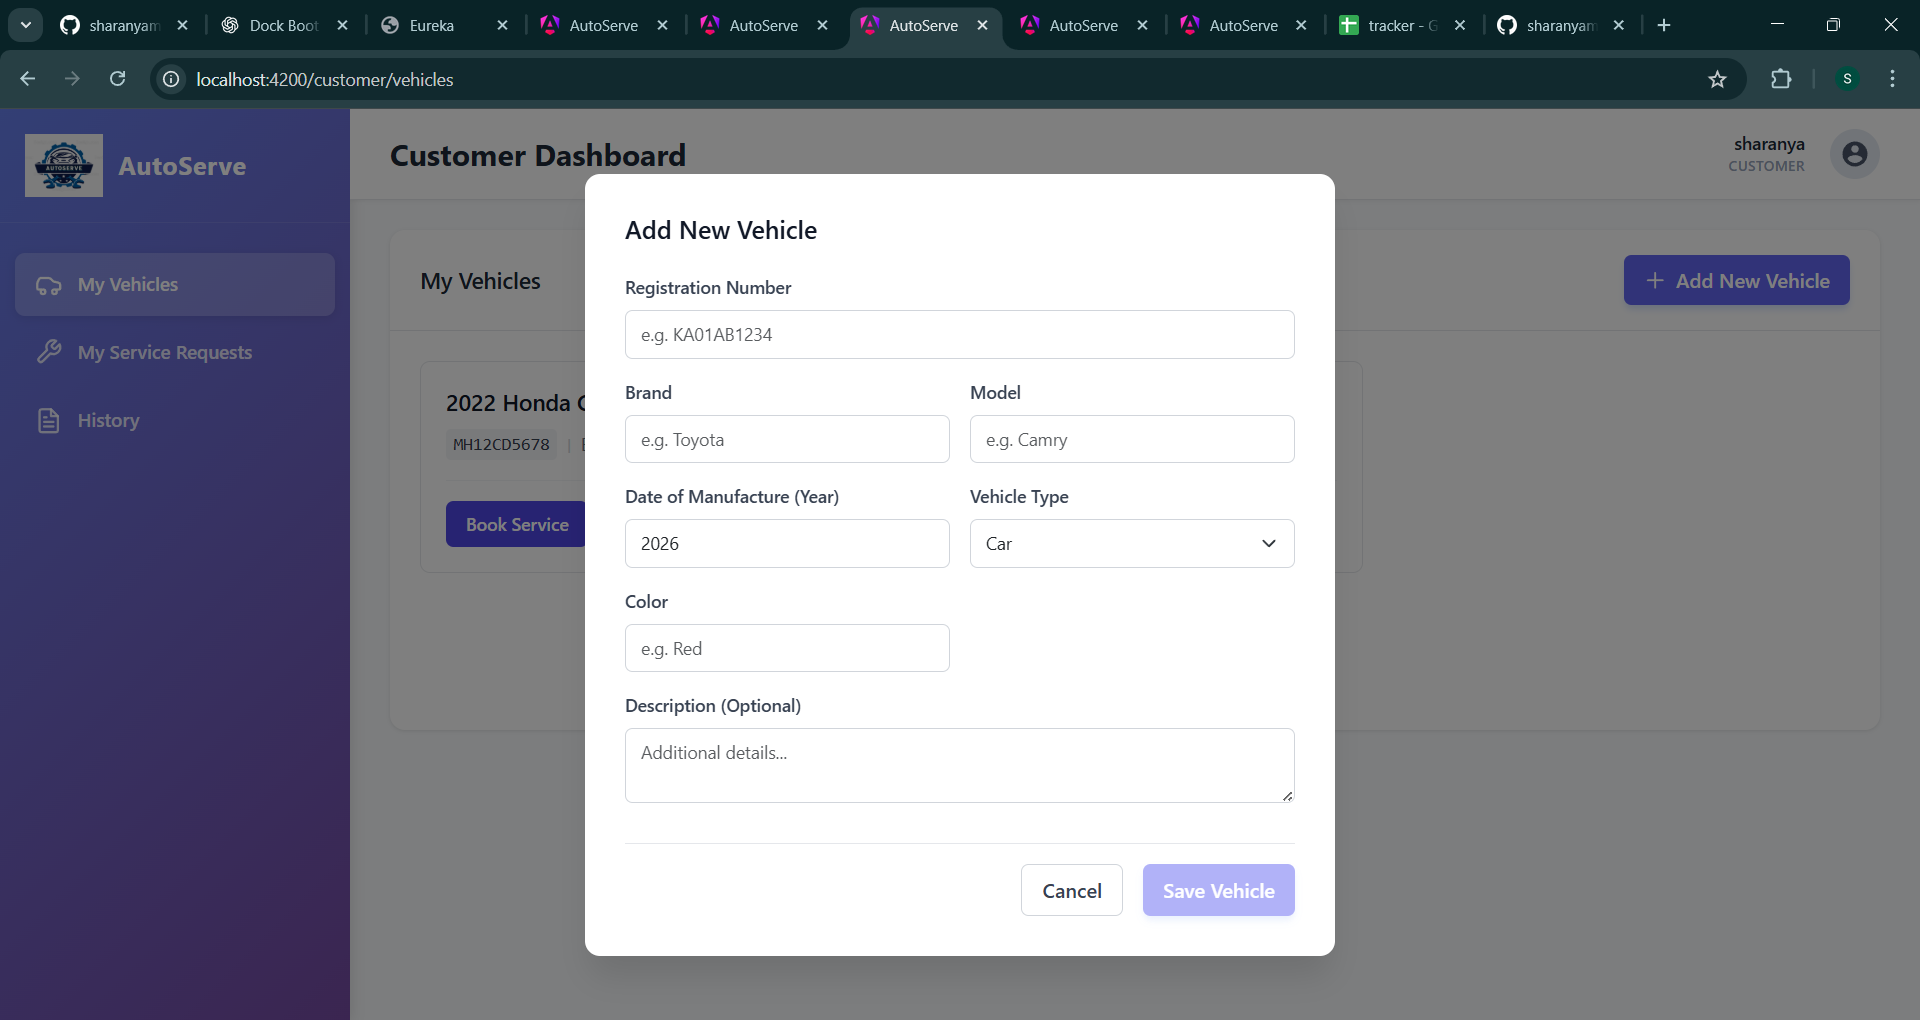 sharanyam
Dock Boot
Eureka
AutoServe
AutoServe
AutoServe
AutoServe
AutoServe
tracker - G
sharanyam
localhost:4200/customer/vehicles
S
AUTOSERVE
AutoServe
My Vehicles
My Service Requests
History
Customer Dashboard
sharanya
CUSTOMER
My Vehicles
Add New Vehicle
2022 Honda C
MH12CD5678 |
Book Service
Add New Vehicle
Registration Number
e.g. KA01AB1234
Brand
Model
e.g. Toyota
e.g. Camry
Date of Manufacture (Year)
Vehicle Type
2026
Car
Color
e.g. Red
Description (Optional)
Additional details...
Cancel
Save Vehicle